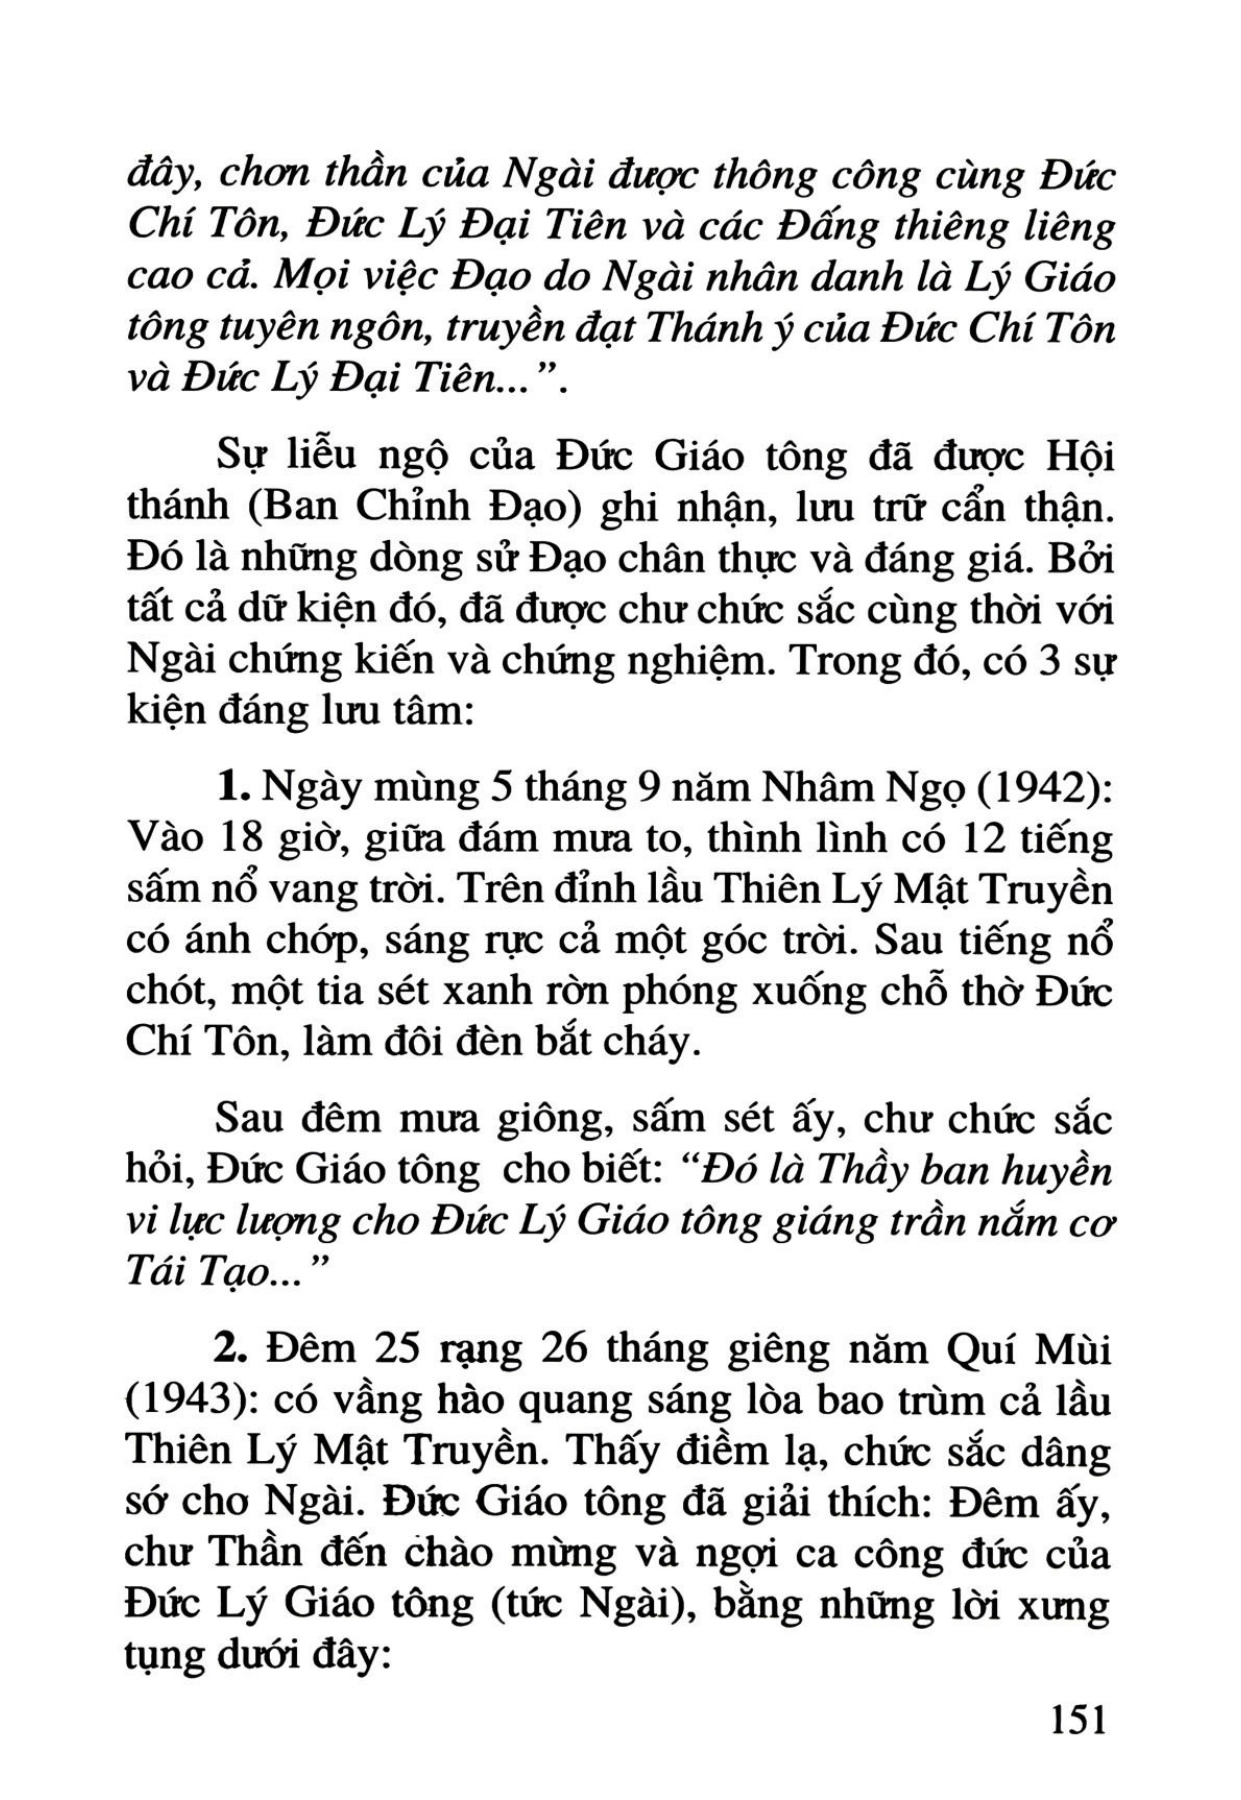 đây, chơn thần của Ngài được thông công cùng Đức
Chí Tôn, Đức Lý Đại Tiên và các Đấng thiêng liêng
cao cả. Mọi việc Đạo do Ngài nhân danh là Lý Giáo
tông tuyên ngôn, truyền đạt Thánh ý của Đức Chí Tôn
và Đức Lý Đại Tiên...”.
Sự liễu ngộ của Đức Giáo tông đã được Hội
thánh (Ban Chỉnh Đạo) ghi nhận, lưu trữ cẩn thận.
Đó là những dòng sử Đạo chân thực và đáng giá. Bởi
tất cả dữ kiện đó, đã được chư chức sắc cùng thời với
Ngài chứng kiến và chứng nghiệm. Trong đó, có 3 sự
kiện đáng lưu tâm:
1. Ngày mùng 5 tháng 9 năm Nhâm Ngọ (1942):
Vào 18 giờ, giữa đám mưa to, thình lình có 12 tiếng
sấm nổ vang trời. Trên đỉnh lầu Thiên Lý Mật Truyền
có ánh chớp, sáng rực cả một góc trời. Sau tiếng nổ
chót, một tia sét xanh rờn phóng xuống chỗ thờ Đức
Chí Tôn, làm đôi đèn bắt cháy.
Sau đêm mưa giông, sấm sét ấy, chư chức sắc
hỏi, Đức Giáo tông cho biết: “Đó là Thầy ban huyền
vi lực lượng cho Đức Lý Giáo tông giáng trần nắm cơ
Tái Tạo...”
2. Đêm 25 rạng 26 tháng giêng năm Quí Mùi
(1943): có vầng hào quang sáng lòa bao trùm cả lầu
Thiên Lý Mật Truyền. Thấy điềm lạ, chức sắc dâng
sớ cho Ngài. Đức Giáo tông đã giải thích: Đêm ấy,
chư Thần đến chào mừng và ngợi ca công đức của
Đức Lý Giáo tông (tức Ngài), bằng những lời xưng
tụng dưới đây:
151